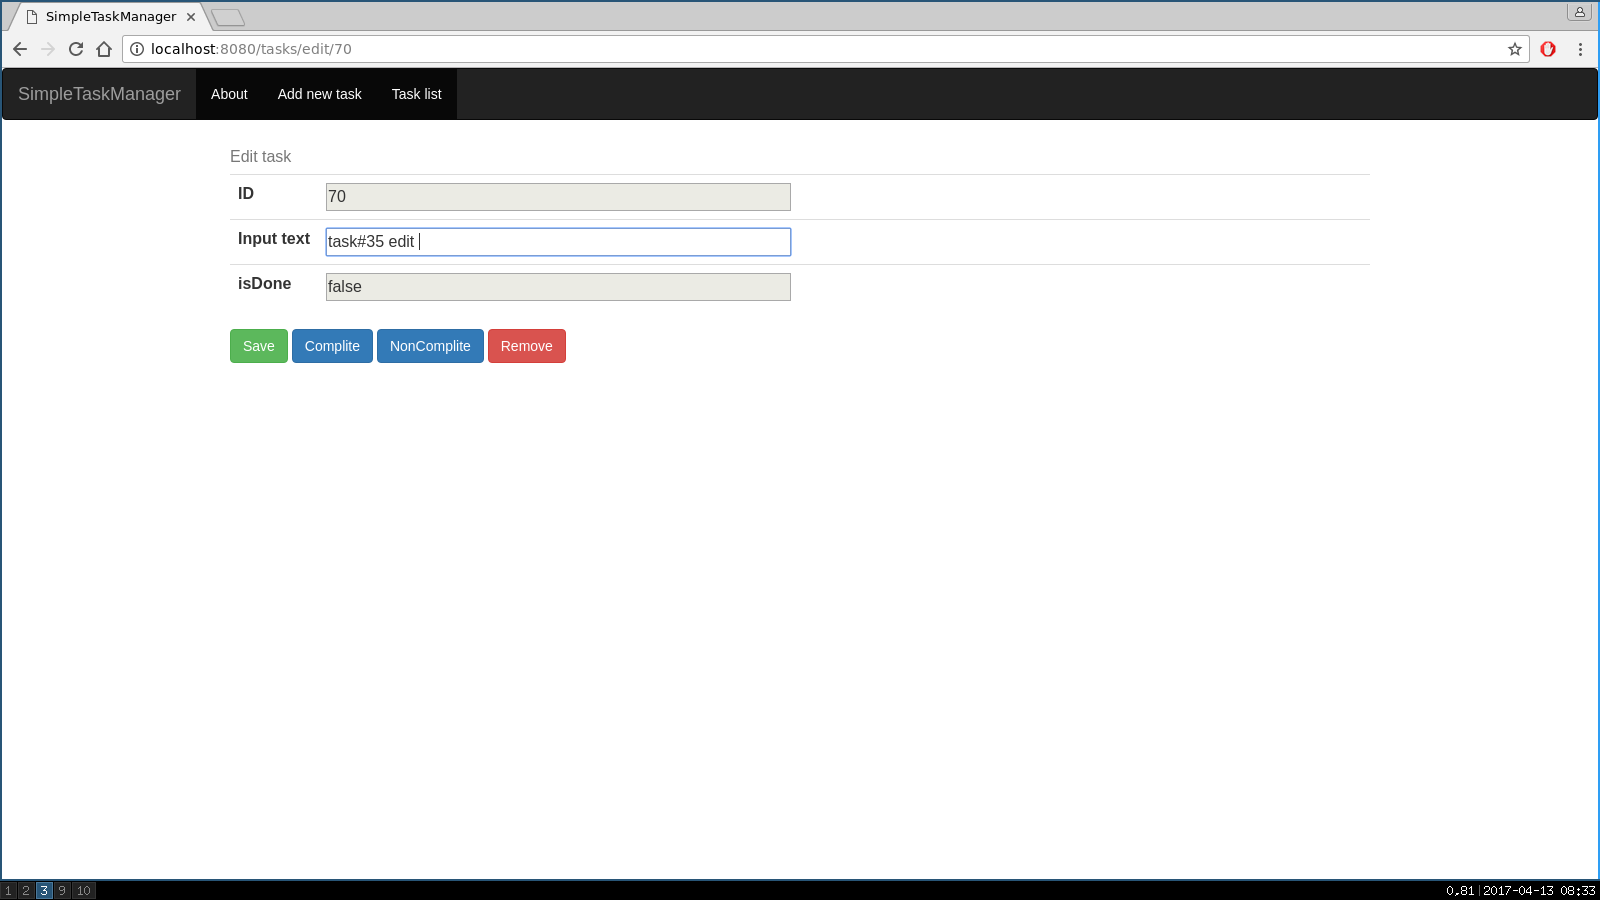 SimpleTaskManager
localhost:8080/tasks/edit/70
SimpleTaskManager About Add new task Task list
Edit task
ID 70
Input text task#35 edit
isDone false
Save Complite NonComplite Remove
1 2 3 9 10 0,81 2017-04-13 08:33